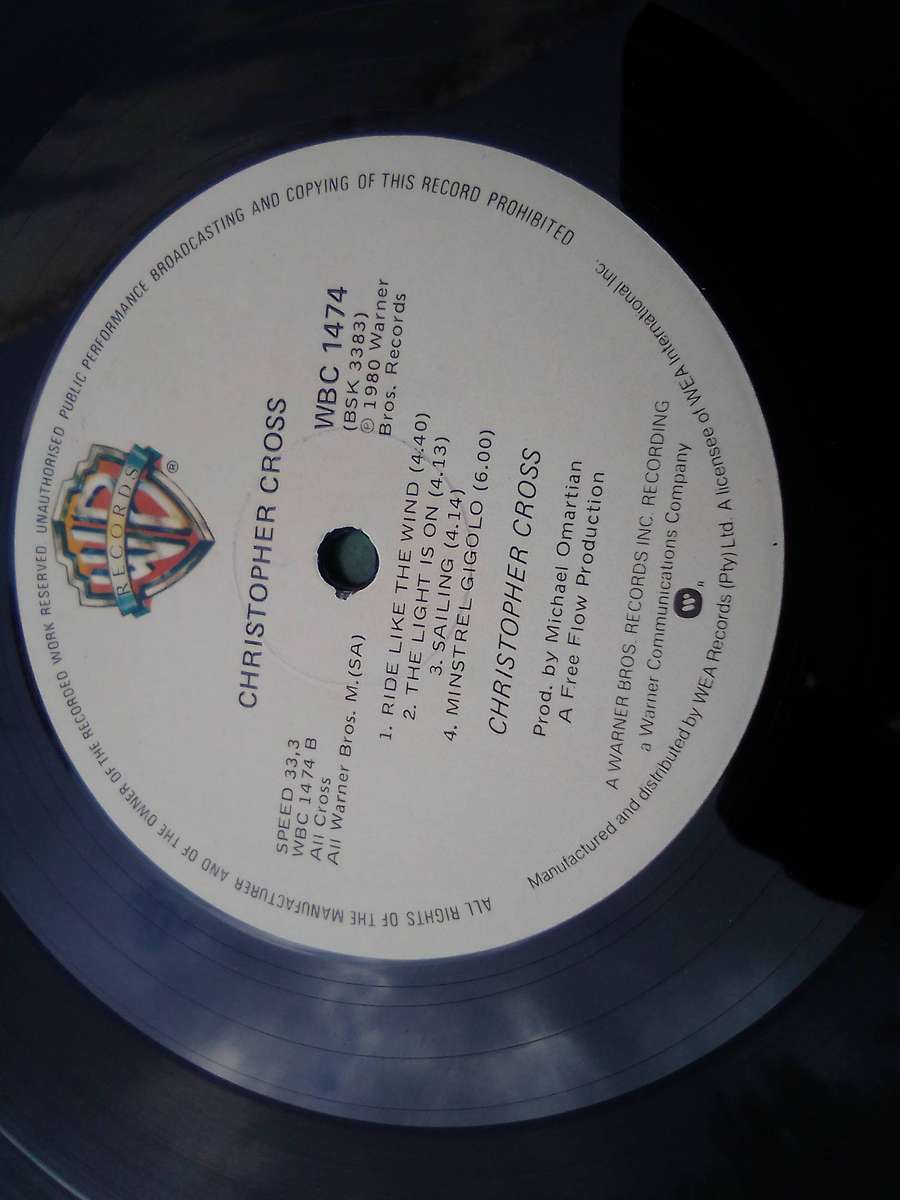 ALL RIGHTS OF THE MANUFACTURER AND OF THE OWNER OF THE RECORDED WORK RESERVED. UNAUTHORISED PUBLIC PERFORMANCE BROADCASTING AND COPYING OF THIS RECORD PROHIBITED
RECORDS
®
CHRISTOPHER CROSS
SPEED 33,3
WBC 1474 B
All Cross
All Warner Bros. M.(SA)
WBC 1474
(BSK 3383)
℗ 1980 Warner
Bros. Records
1. RIDE LIKE THE WIND (4.40)
2. THE LIGHT IS ON (4.13)
3. SAILING (4.14)
4. MINSTREL GIGOLO (6.00)
CHRISTOPHER CROSS
Prod. by Michael Omartian
A Free Flow Production
A WARNER BROS. RECORDS INC. RECORDING
a Warner Communications Company
Manufactured and distributed by WEA Records (Pty) Ltd. A licensee of WEA International Inc.